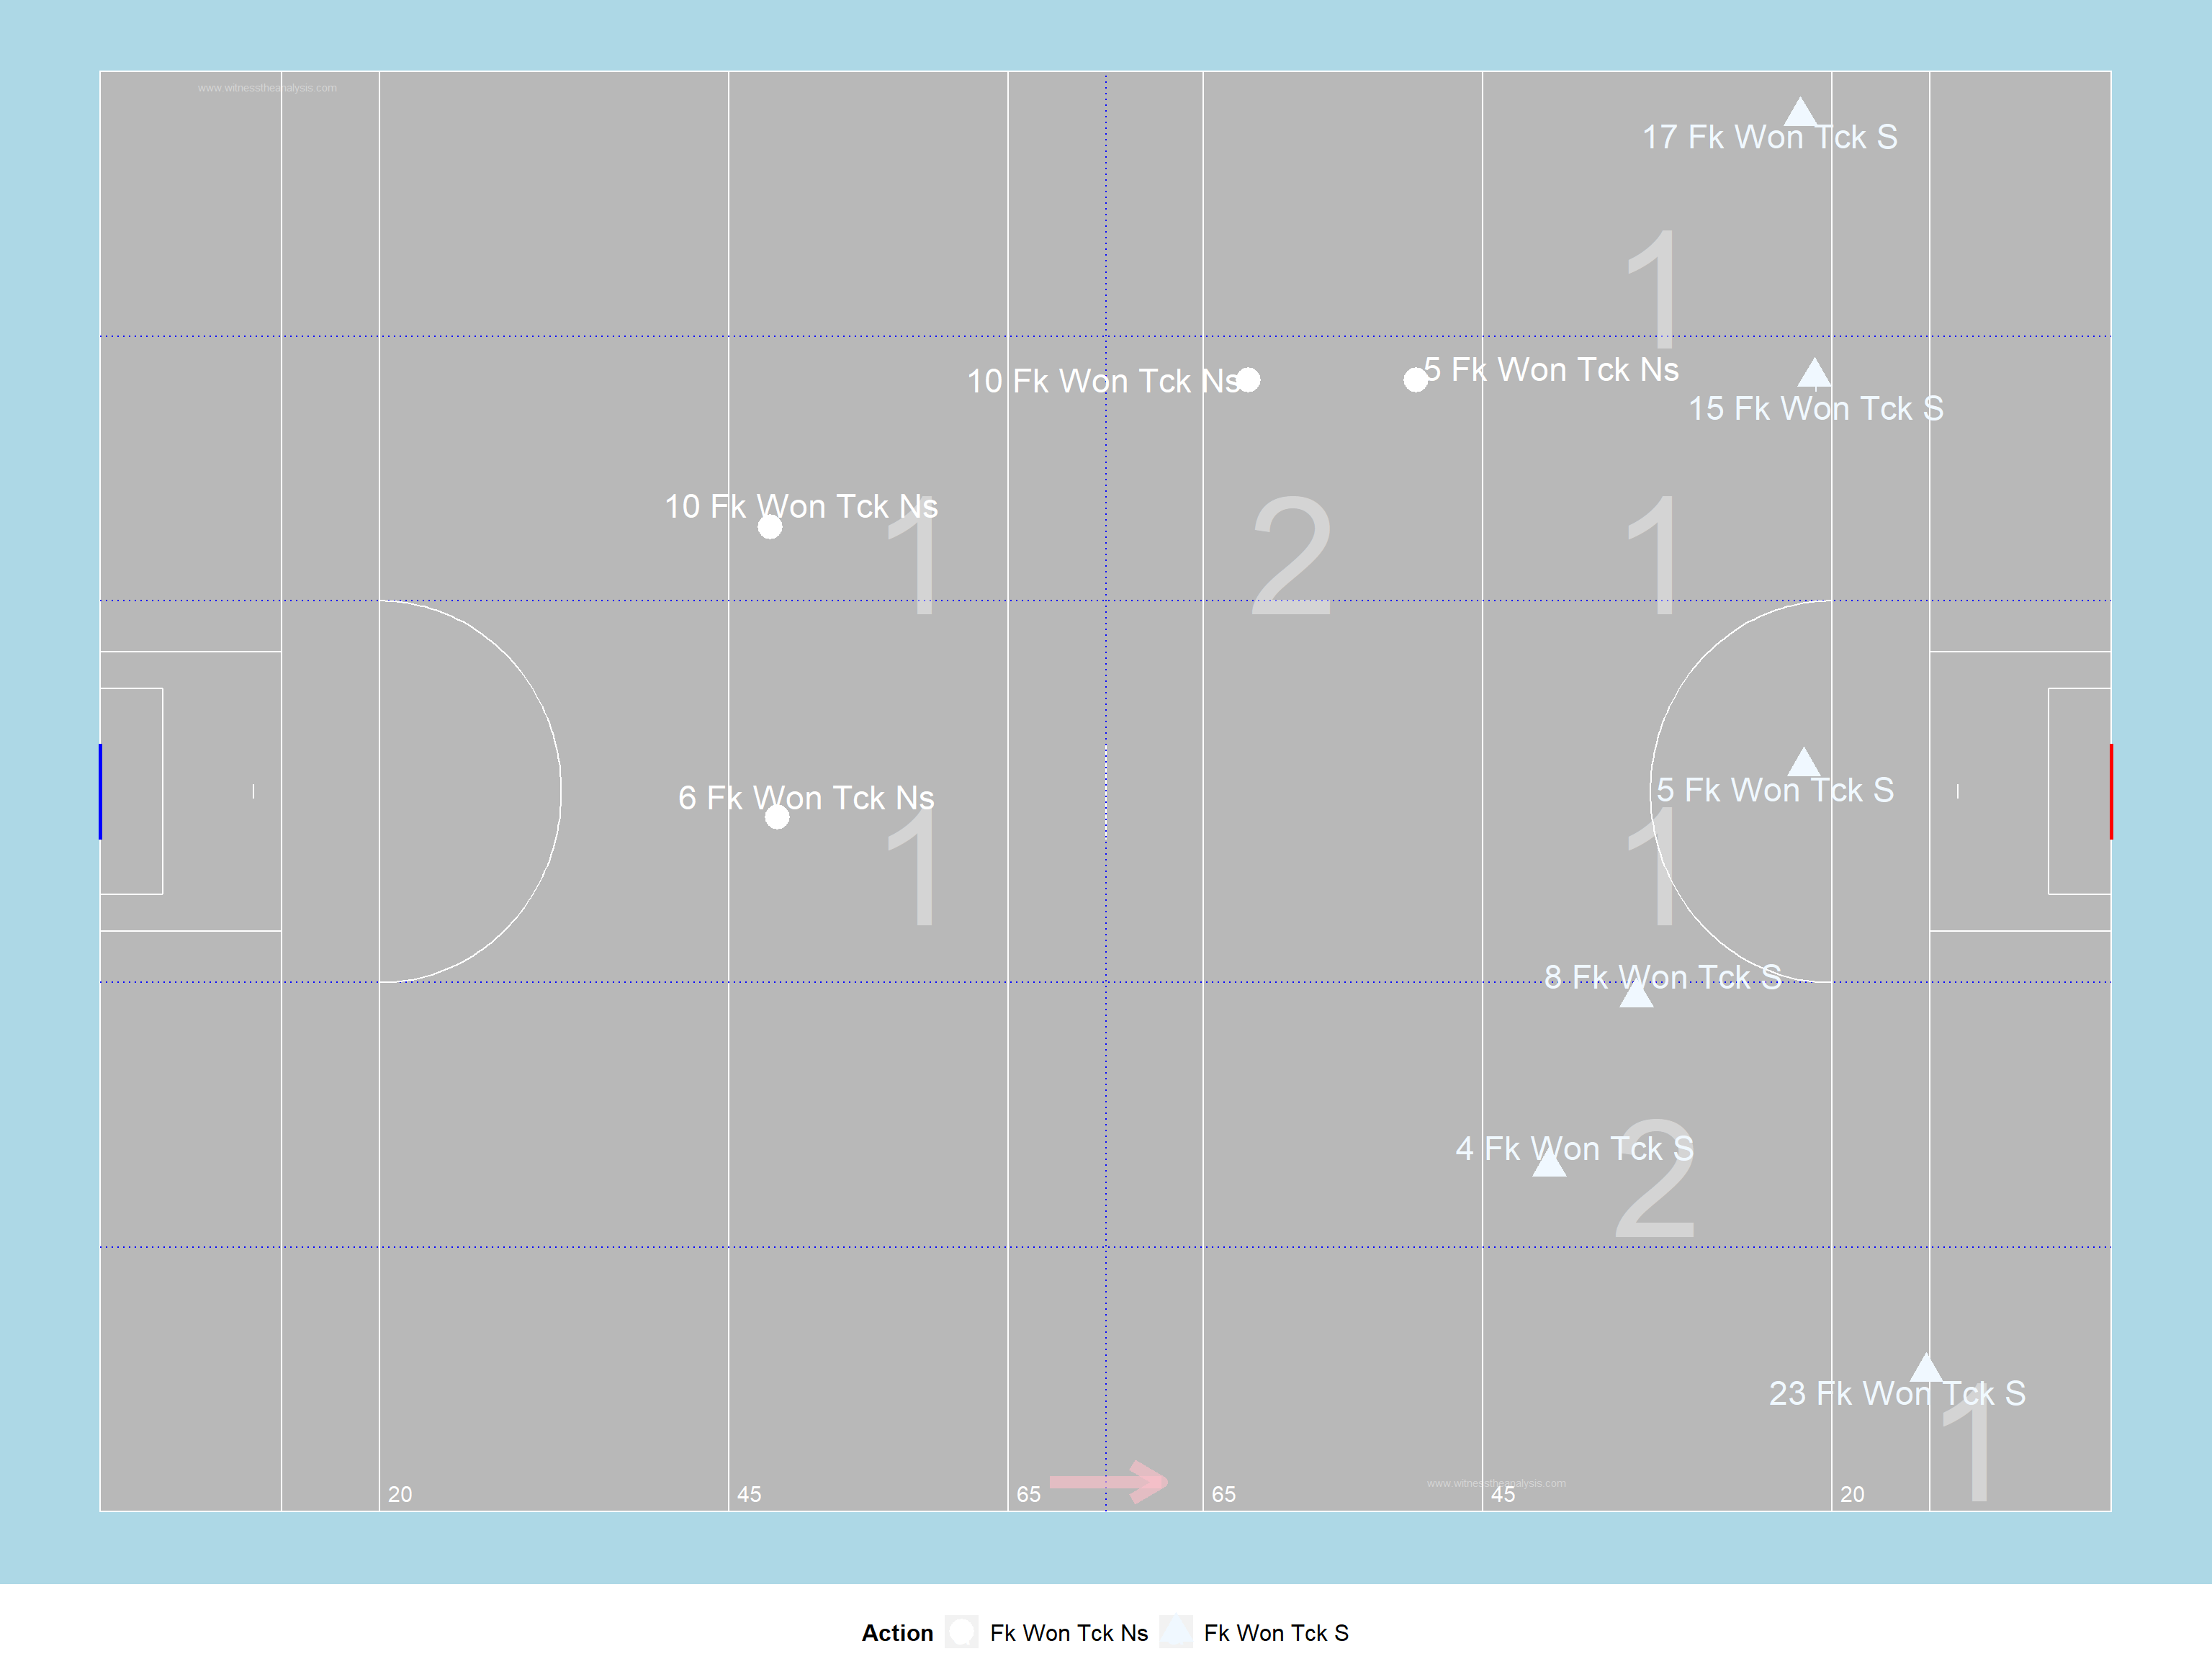 www.witnesstheanalysis.com
17 Fk Won Tck S
1
10 Fk Won Tck Ns
5 Fk Won Tck Ns
15 Fk Won Tck S
10 Fk Won Tck Ns
1
2
1
5 Fk Won Tck S
6 Fk Won Tck Ns
1
1
8 Fk Won Tck S
4 Fk Won Tck S
2
23 Fk Won Tck S
1
www.witnesstheanalysis.com
20 45 65 65 45 20
Action Fk Won Tck Ns Fk Won Tck S